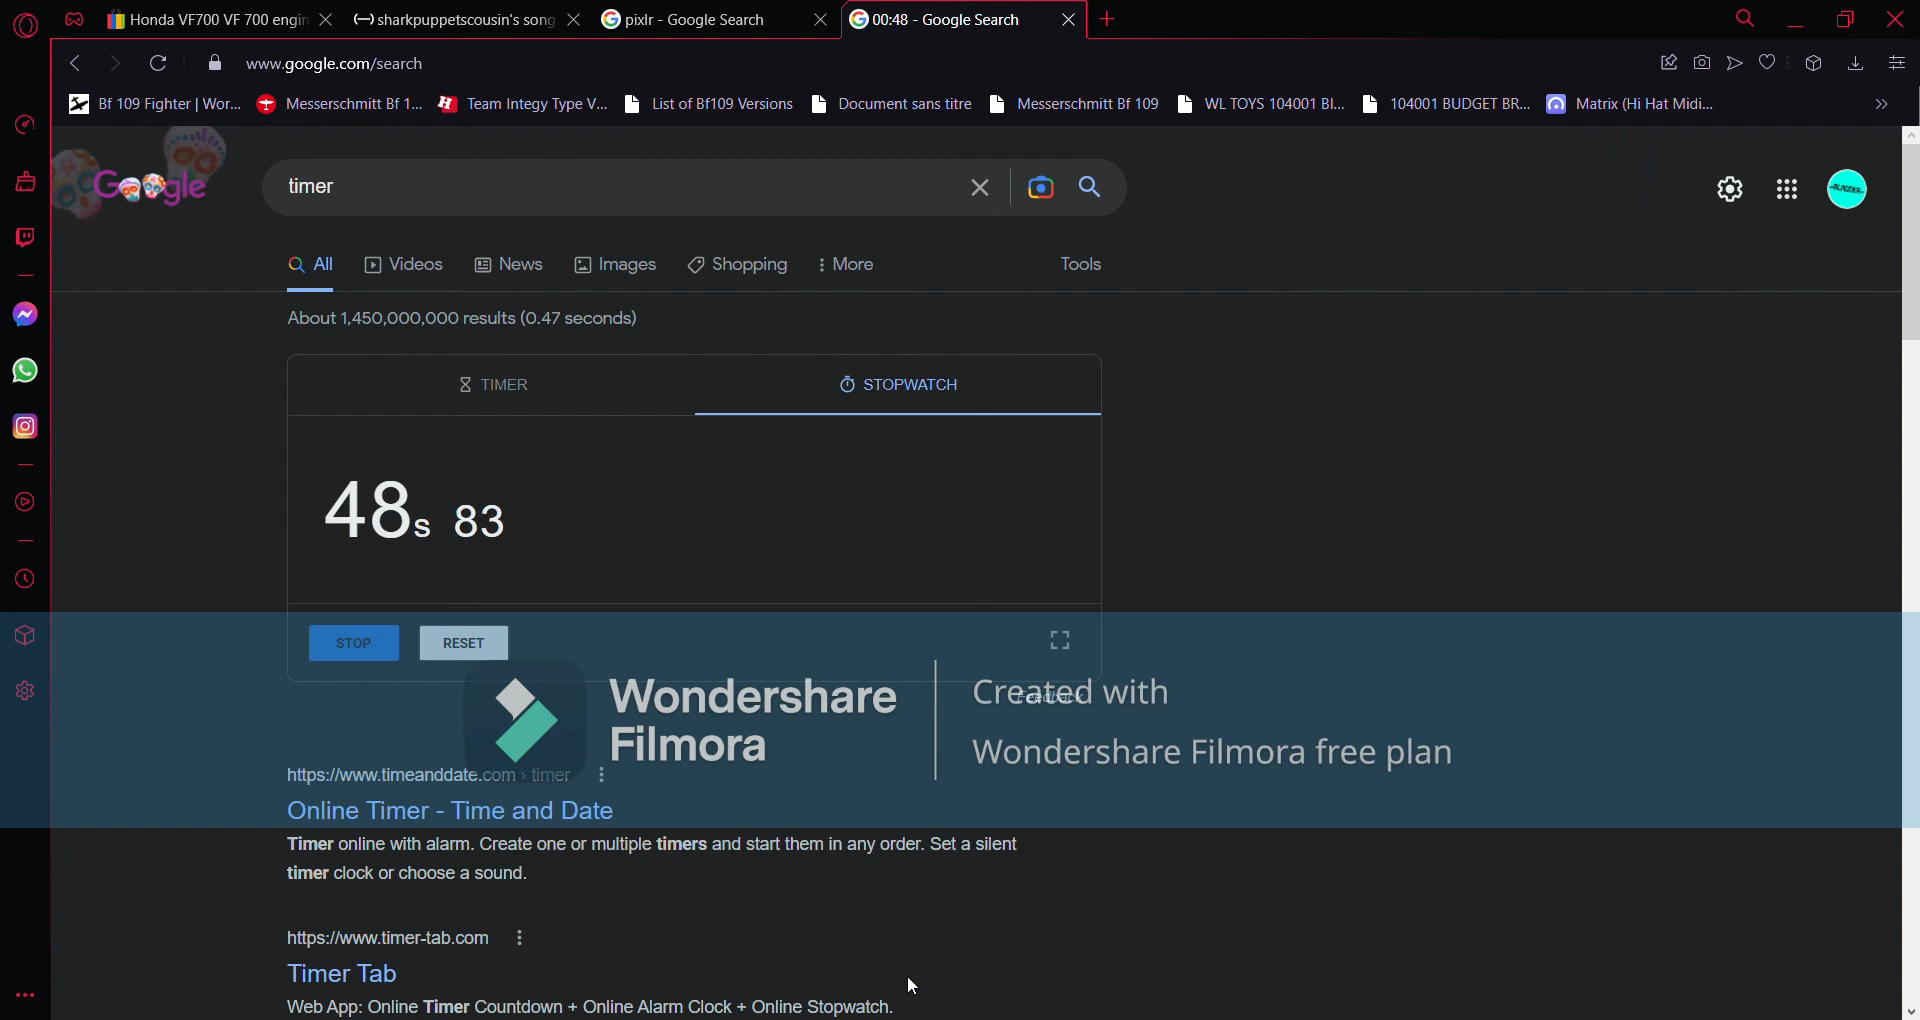 Honda VF700 VF 700 engin
(—) sharkpuppetscousin's song
pixlr - Google Search
00:48 - Google Search
www.google.com/search
Bf 109 Fighter | Wor...
Messerschmitt Bf 1...
Team Integy Type V...
List of Bf109 Versions
Document sans titre
Messerschmitt Bf 109
WL TOYS 104001 Bl...
104001 BUDGET BR...
Matrix (Hi Hat Midi...
Google
timer
All
Videos
News
Images
Shopping
More
Tools
About 1,450,000,000 results (0.47 seconds)
TIMER
STOPWATCH
48s 83
STOP
RESET
Feedback
Wondershare
Filmora
Created with
Wondershare Filmora free plan
https://www.timeanddate.com › timer
Online Timer - Time and Date
Timer online with alarm. Create one or multiple timers and start them in any order. Set a silent
timer clock or choose a sound.
https://www.timer-tab.com
Timer Tab
Web App: Online Timer Countdown + Online Alarm Clock + Online Stopwatch.